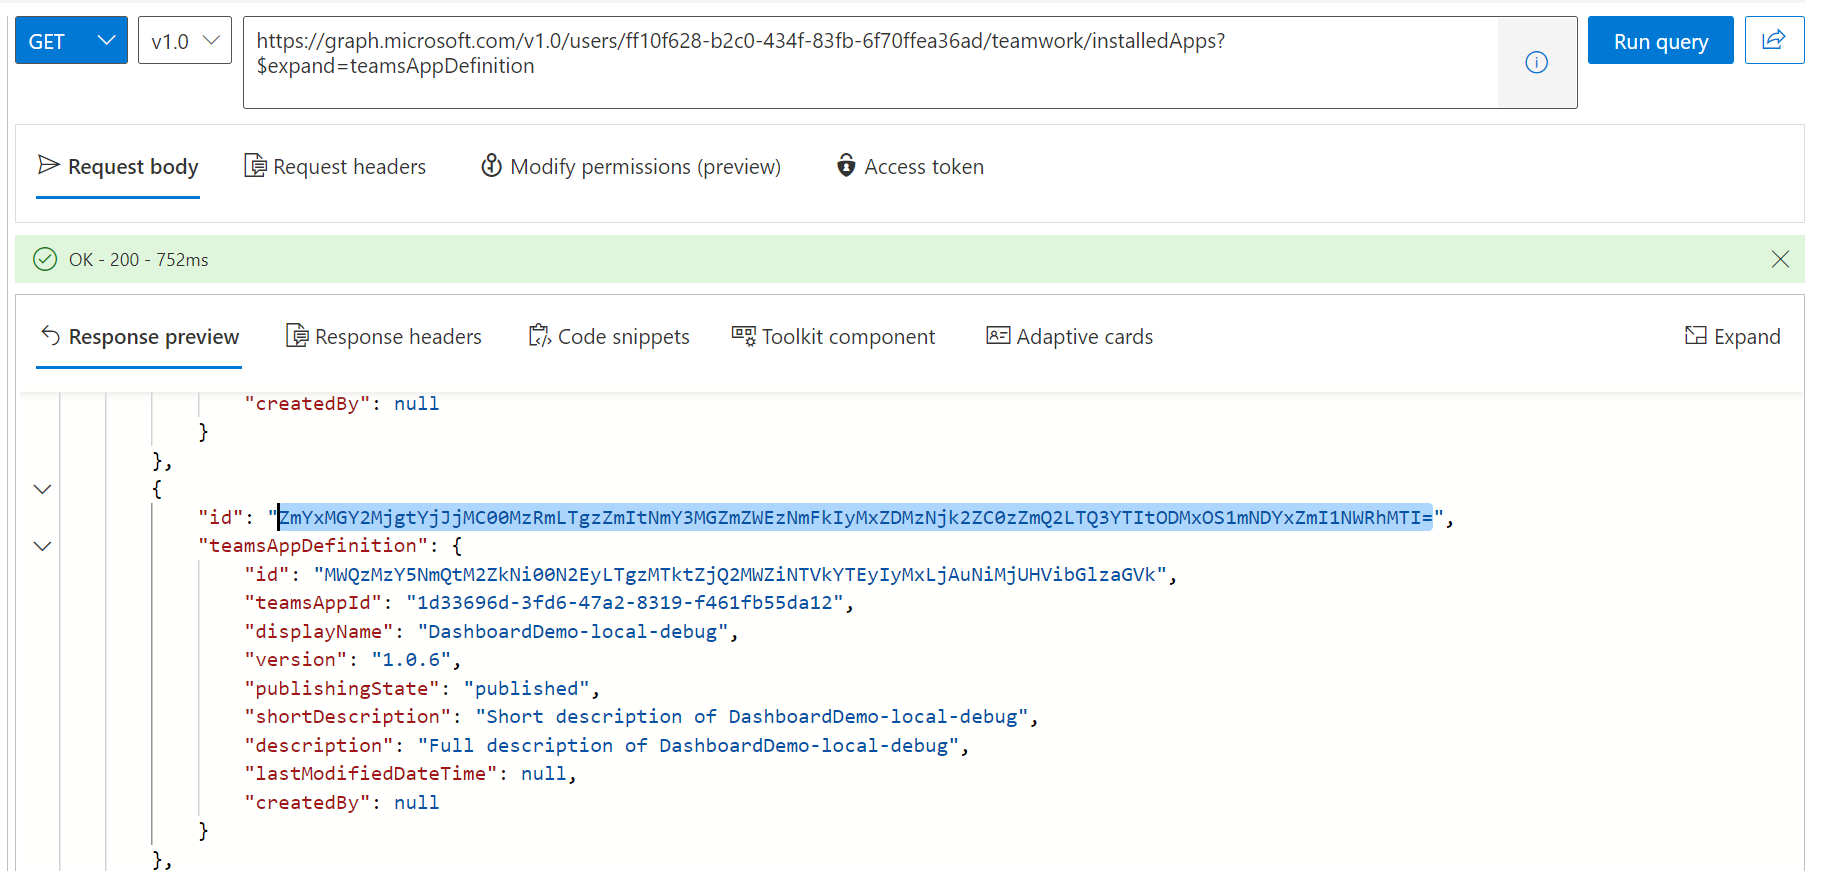 GET
v1.0
https://graph.microsoft.com/v1.0/users/ff10f628-b2c0-434f-83fb-6f70ffea36ad/teamwork/installedApps?
$expand=teamsAppDefinition
Run query
Request body
Request headers
Modify permissions (preview)
Access token
OK - 200 - 752ms
Response preview
Response headers
Code snippets
Toolkit component
Adaptive cards
Expand
"createdBy": null
}
},
{
"id": "ZmYxMGY2MjgtYjJjMC00MzRmLTgzZmItNmY3MGZmZWEzNmFkIyMxZDMzNjk2ZC0zZmQ2LTQ3YTItODMxOS1mNDYxZmI1NWRhMTI=",
"teamsAppDefinition": {
"id": "MWQzMzY5NmQtM2ZkNi00N2EyLTgzMTktZjQ2MWZiNTVkYTEyIyMxLjAuNiMjUHVibGlzaGVk",
"teamsAppId": "1d33696d-3fd6-47a2-8319-f461fb55da12",
"displayName": "DashboardDemo-local-debug",
"version": "1.0.6",
"publishingState": "published",
"shortDescription": "Short description of DashboardDemo-local-debug",
"description": "Full description of DashboardDemo-local-debug",
"lastModifiedDateTime": null,
"createdBy": null
}
},